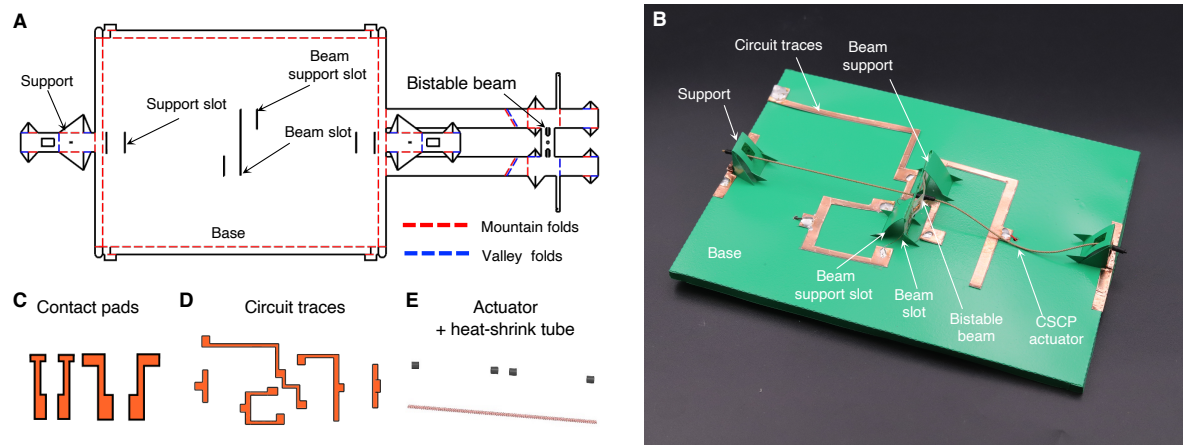 A
Support
Support slot
Beam
support slot
Beam slot
Bistable beam
Base
Mountain folds
Valley folds
B
Circuit traces
Beam
support
Support
Base
Beam
support slot
Beam
slot
Bistable
beam
CSCP
actuator
C
Contact pads
D
Circuit traces
E
Actuator
+ heat-shrink tube